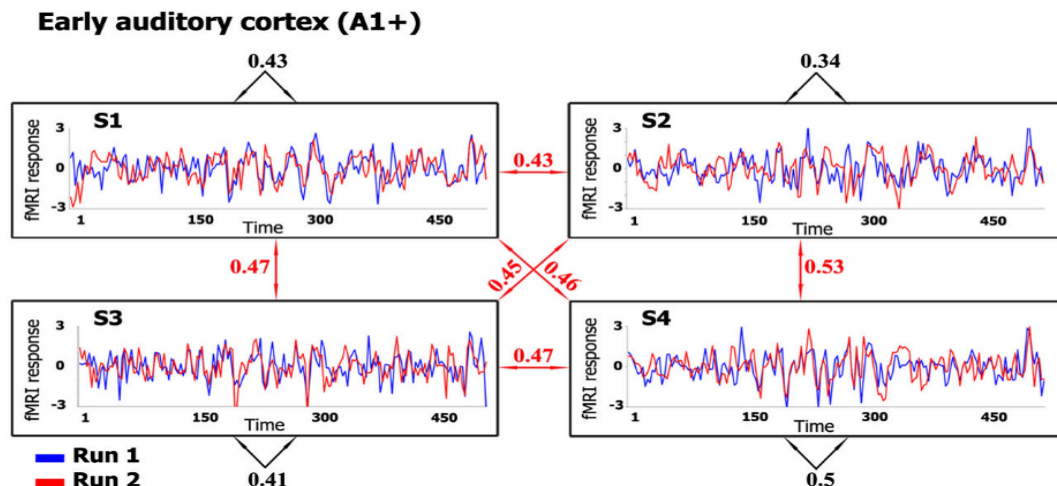 Early auditory cortex (A1+)
0.43
0.34
S1
fMRI response
3
0
-3
1
150
300
450
Time
0.43
S2
fMRI response
3
0
-3
1
150
300
450
Time
0.47
0.45
0.46
0.53
S3
fMRI response
3
0
-3
1
150
300
450
Time
0.47
S4
fMRI response
3
0
-3
1
150
300
450
Time
Run 1
Run 2
0.41
0.5